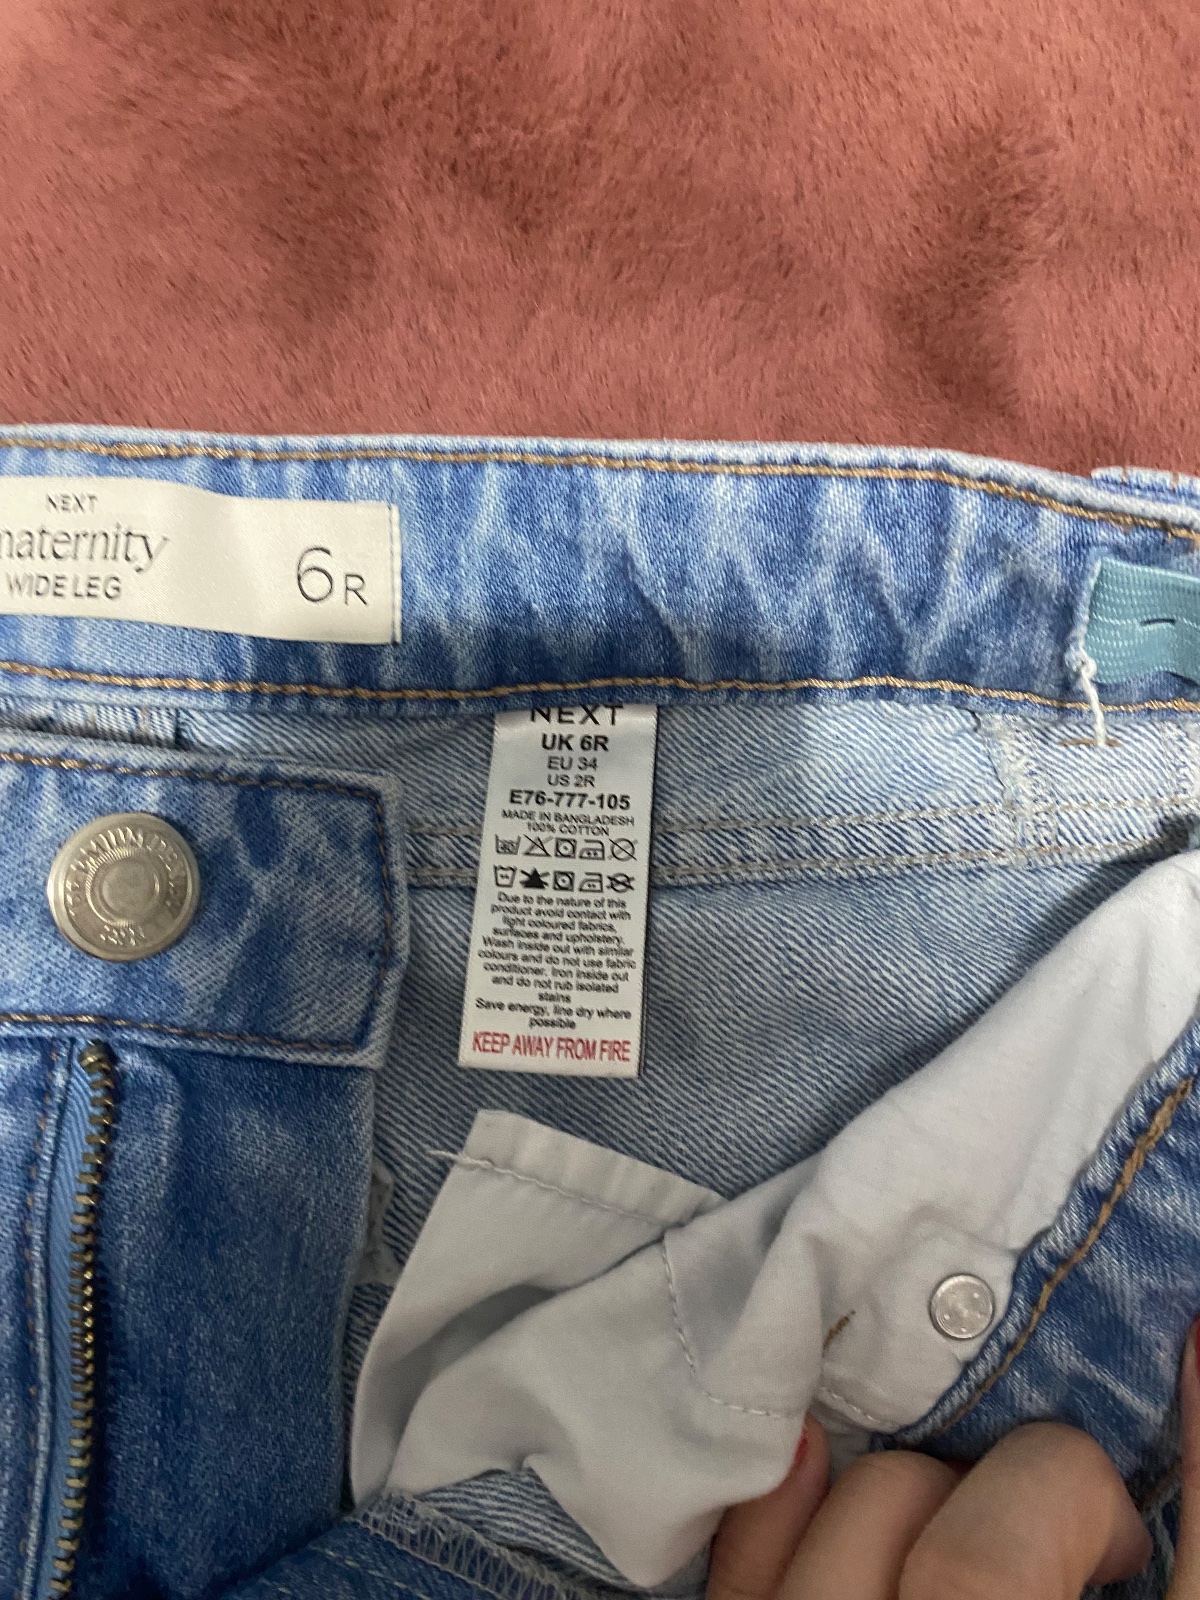 NEXT
maternity
WIDE LEG
6R
NEXT
UK 6R
EU 34
US 2R
E76-777-105
MADE IN BANGLADESH
100% COTTON
Due to the nature of this
product avoid contact with
light coloured fabrics,
surfaces and upholstery.
Wash inside out with similar
colours and do not use fabric
conditioner. Iron inside out
and do not rub isolated
stains
Save energy, line dry where
possible
KEEP AWAY FROM FIRE